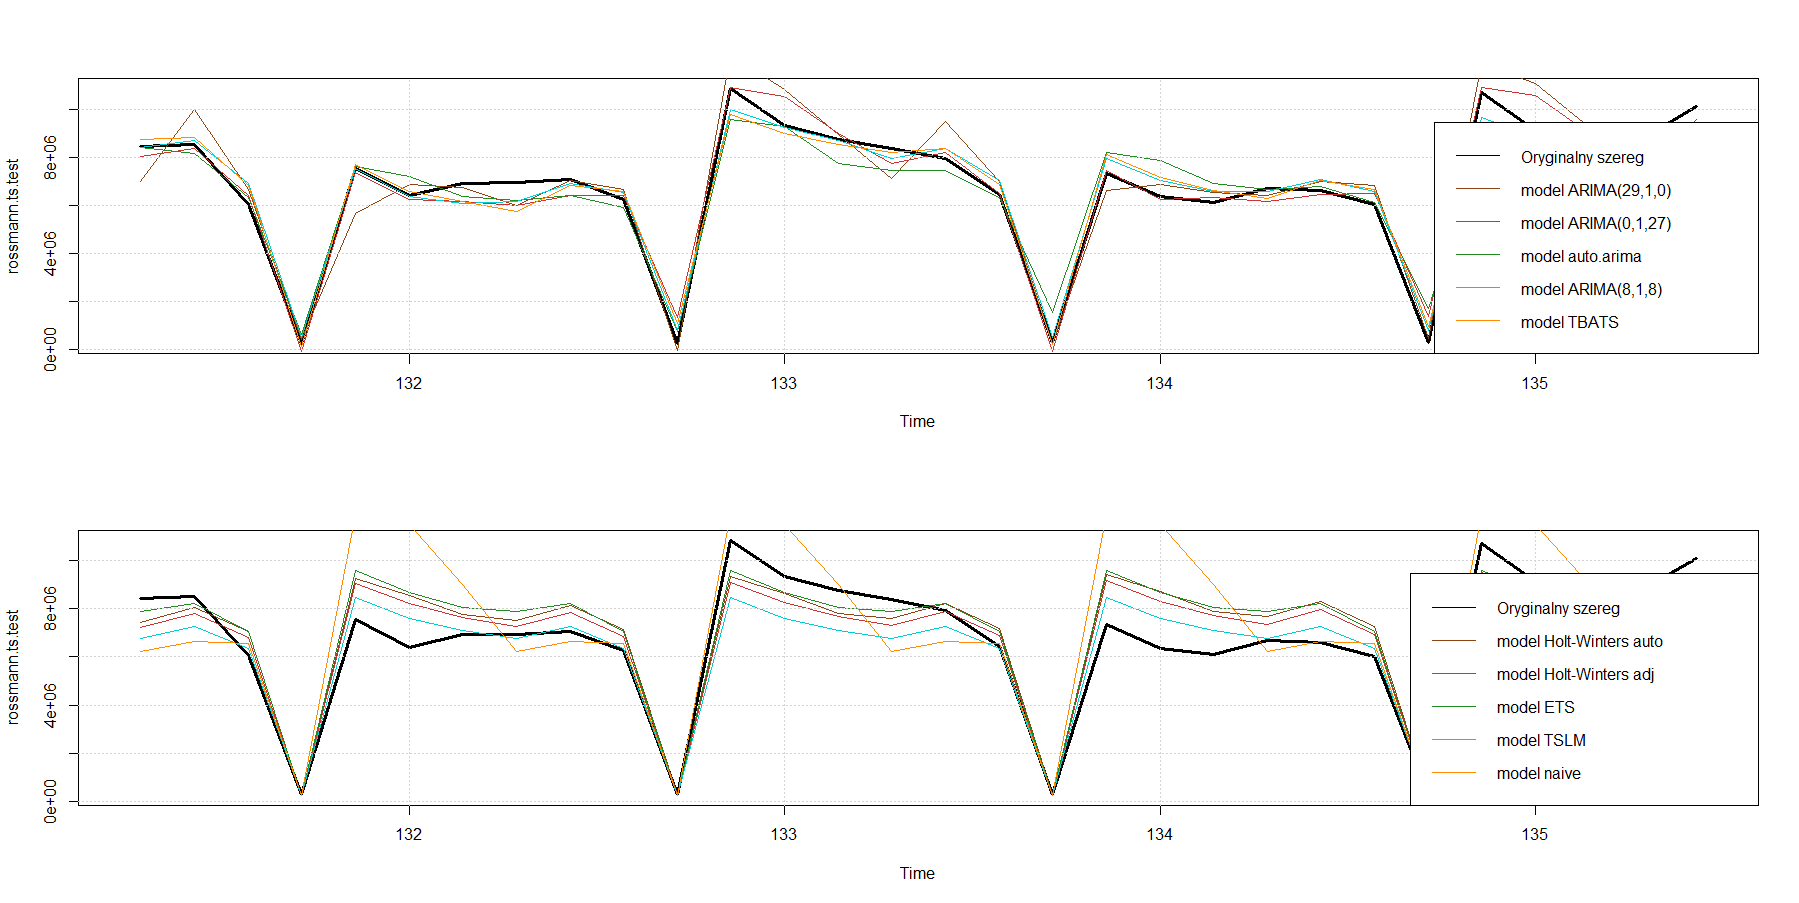 rossmann.ts.test
0e+00
4e+06
8e+06
132
133
134
135
Time
Oryginalny szereg
model ARIMA(29,1,0)
model ARIMA(0,1,27)
model auto.arima
model ARIMA(8,1,8)
model TBATS
rossmann.ts.test
0e+00
4e+06
8e+06
132
133
134
135
Time
Oryginalny szereg
model Holt-Winters auto
model Holt-Winters adj
model ETS
model TSLM
model naive